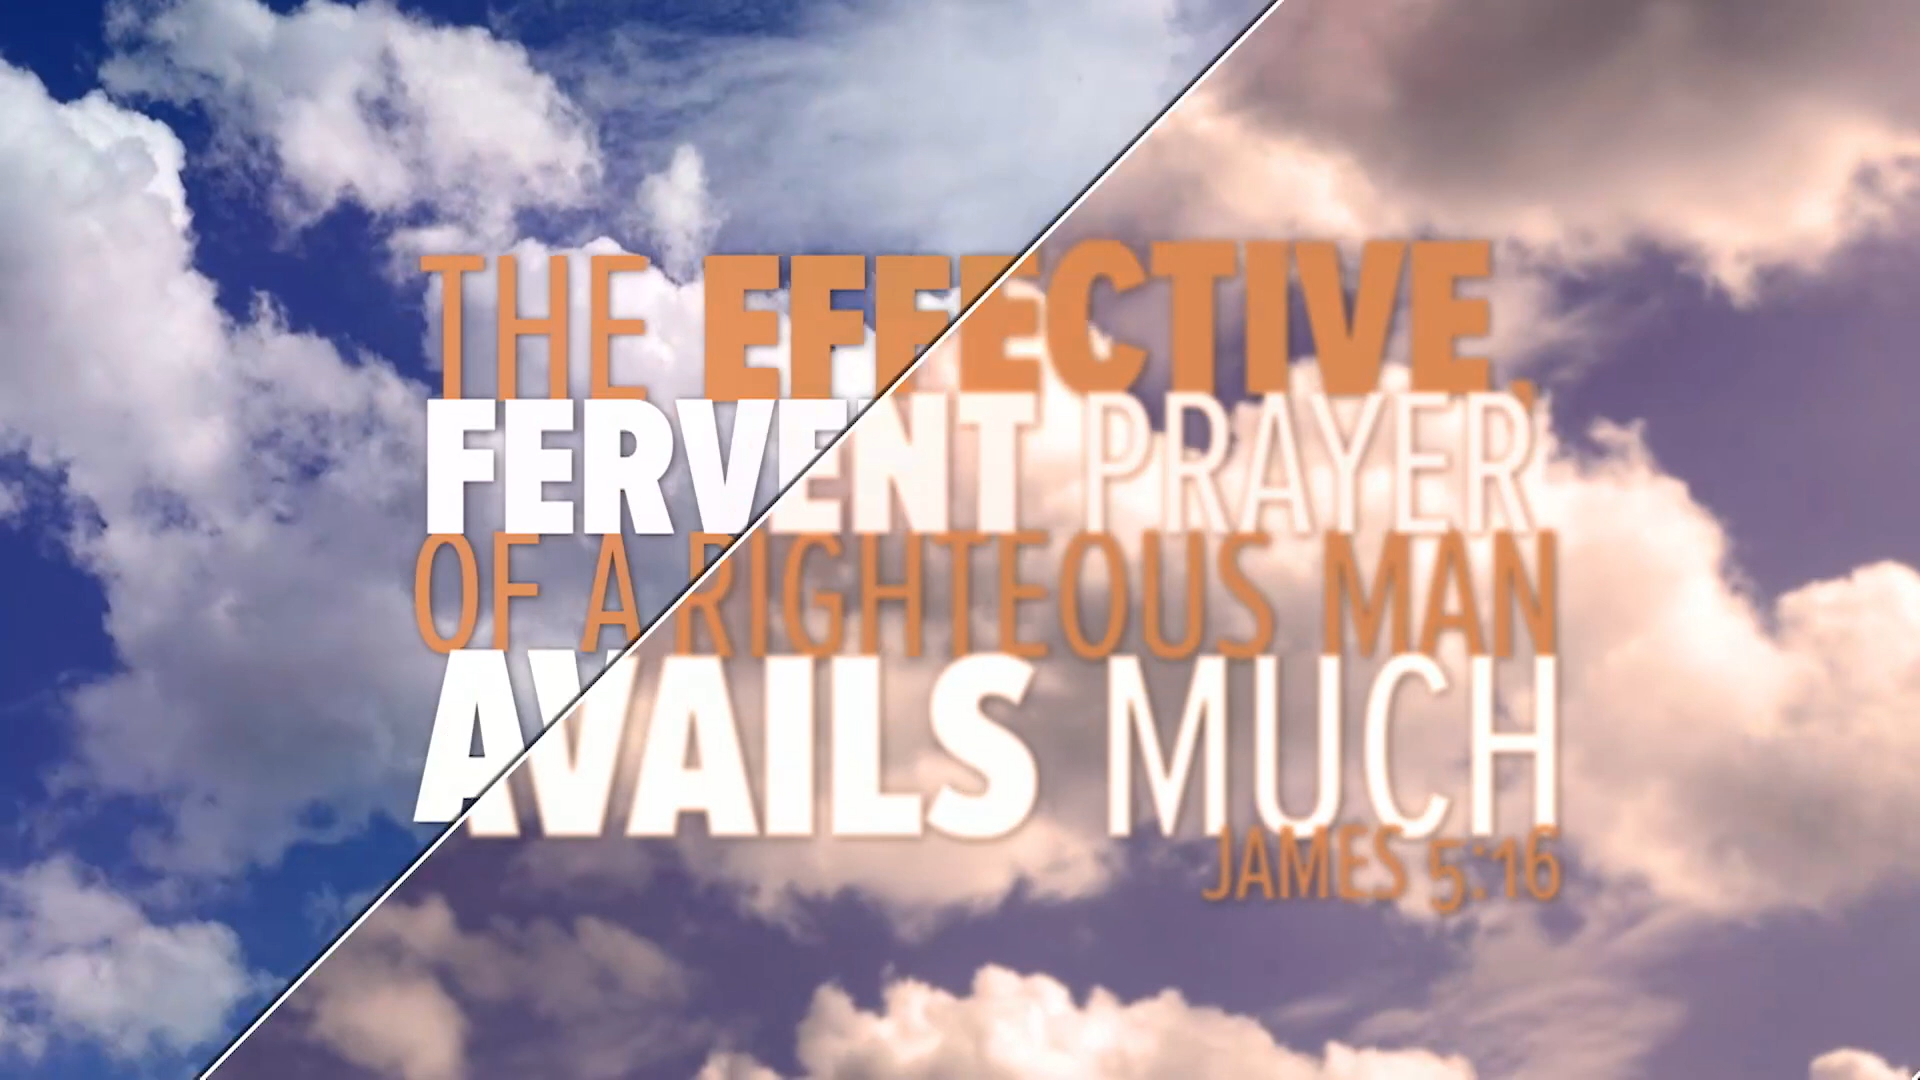 THE EFFECTIVE,
FERVENT PRAYER
OF A RIGHTEOUS MAN
AVAILS MUCH
JAMES 5:16